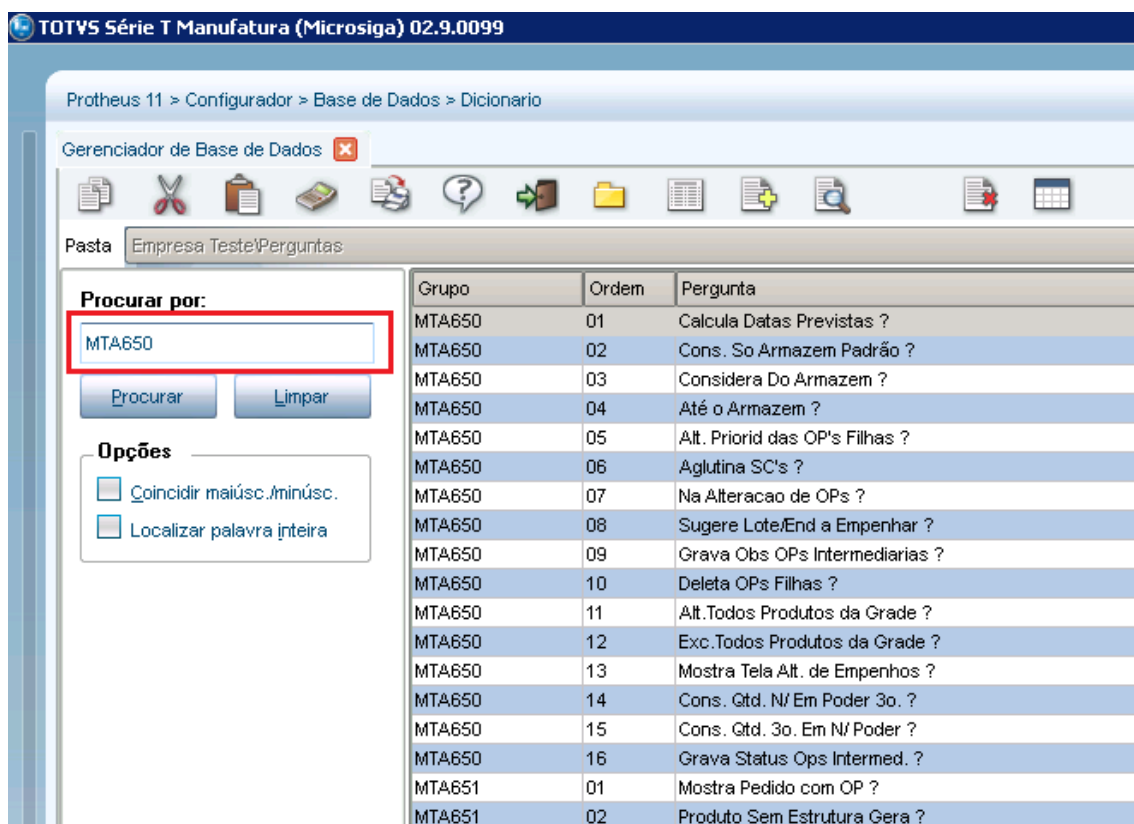 TOTVS Série T Manufatura (Microsiga) 02.9.0099
Protheus 11 > Configurador > Base de Dados > Dicionario
Gerenciador de Base de Dados
Pasta Empresa Teste\Perguntas
Procurar por:
MTA650
Procurar Limpar
Opções
Coincidir maiúsc./minúsc.
Localizar palavra inteira
Grupo Ordem Pergunta
MTA650 01 Calcula Datas Previstas ?
MTA650 02 Cons. So Armazem Padrão ?
MTA650 03 Considera Do Armazem ?
MTA650 04 Até o Armazem ?
MTA650 05 Alt. Priorid das OP's Filhas ?
MTA650 06 Aglutina SC's ?
MTA650 07 Na Alteracao de OPs ?
MTA650 08 Sugere Lote/End a Empenhar ?
MTA650 09 Grava Obs OPs Intermediarias ?
MTA650 10 Deleta OPs Filhas ?
MTA650 11 Alt.Todos Produtos da Grade ?
MTA650 12 Exc.Todos Produtos da Grade ?
MTA650 13 Mostra Tela Alt. de Empenhos ?
MTA650 14 Cons. Qtd. N/ Em Poder 3o. ?
MTA650 15 Cons. Qtd. 3o. Em N/ Poder ?
MTA650 16 Grava Status Ops Intermed. ?
MTA651 01 Mostra Pedido com OP ?
MTA651 02 Produto Sem Estrutura Gera ?